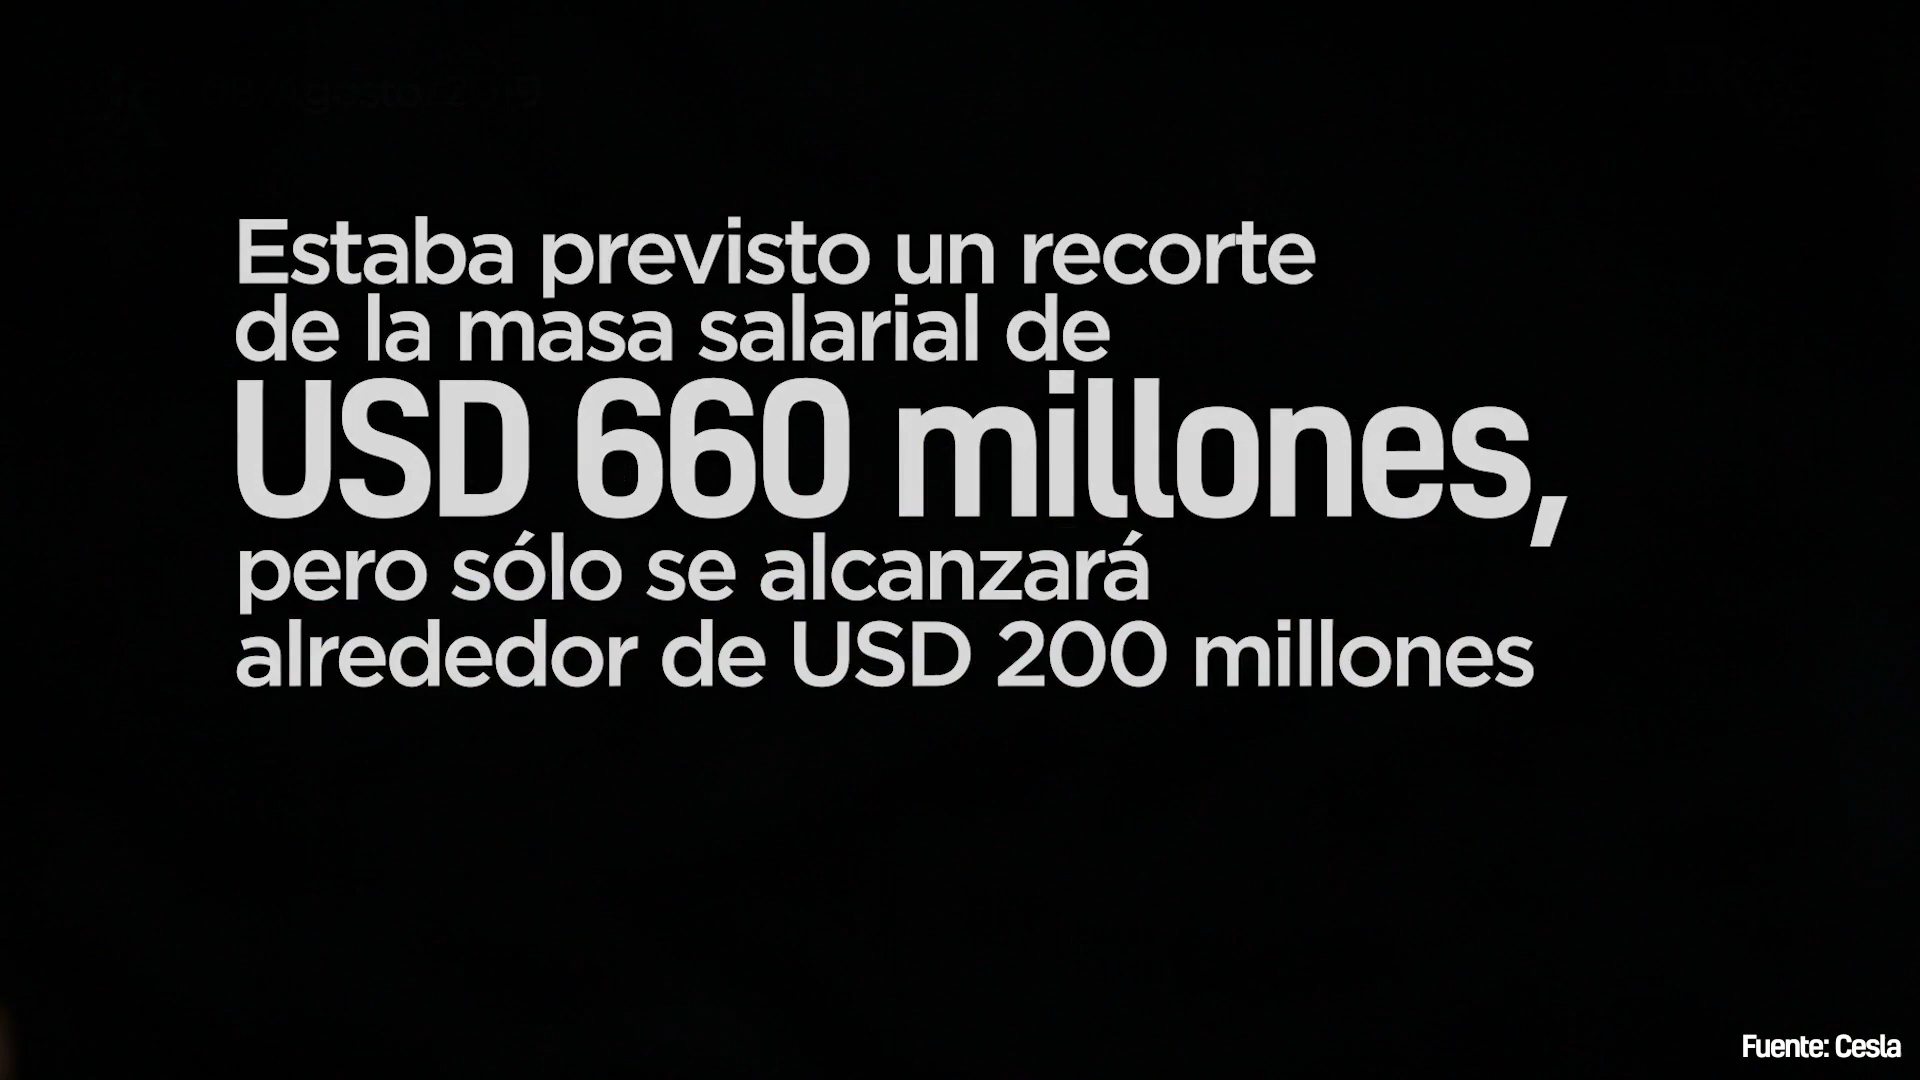 Estaba previsto un recorte
de la masa salarial de
USD 660 millones,
pero sólo se alcanzará
alrededor de USD 200 millones
Fuente: Cesla